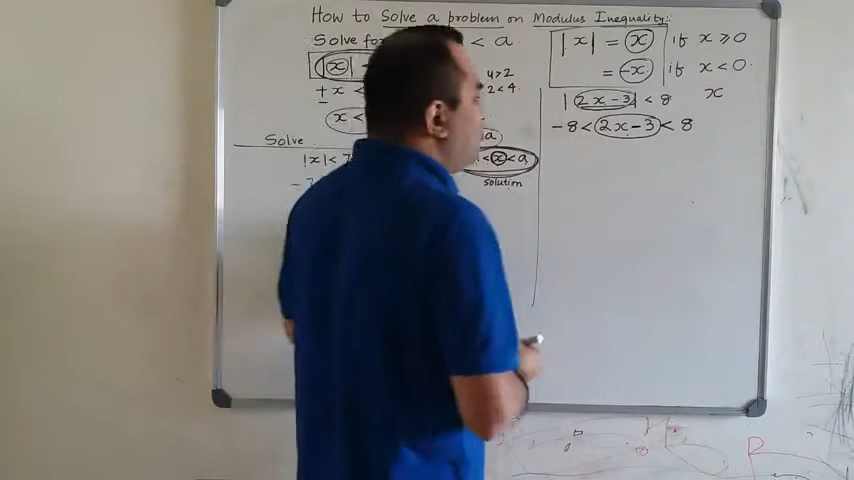 How to Solve a problem on Modulus Inequality:
Solve for < a
|x|
± x <
x <
y>2
2<4
a
Solve
|x|< 7
- 7
<x<a
solution
|x| = x if x ≥ 0
= -x if x < 0
x
|2x-3| < 8
-8 < 2x-3 < 8